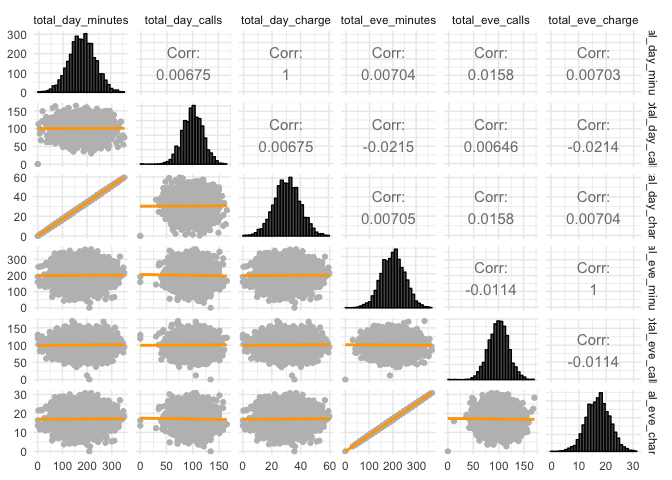 total_day_minutes total_day_calls total_day_charge total_eve_minutes total_eve_calls total_eve_charge
300
200
100
0
Corr:
0.00675
Corr:
1
Corr:
0.00704
Corr:
0.0158
Corr:
0.00703
al_day_minu
150
100
50
0
Corr:
0.00675
Corr:
-0.0215
Corr:
0.00646
Corr:
-0.0214
otal_day_call
60
40
20
0
Corr:
0.00705
Corr:
0.0158
Corr:
0.00704
al_day_char
300
200
100
0
Corr:
-0.0114
Corr:
1
al_eve_minu
150
100
50
0
Corr:
-0.0114
otal_eve_call
30
20
10
0
al_eve_char
0 100 200 300 0 50 100 150 0 20 40 60 0 100 200 300 0 50 100 150 0 10 20 30